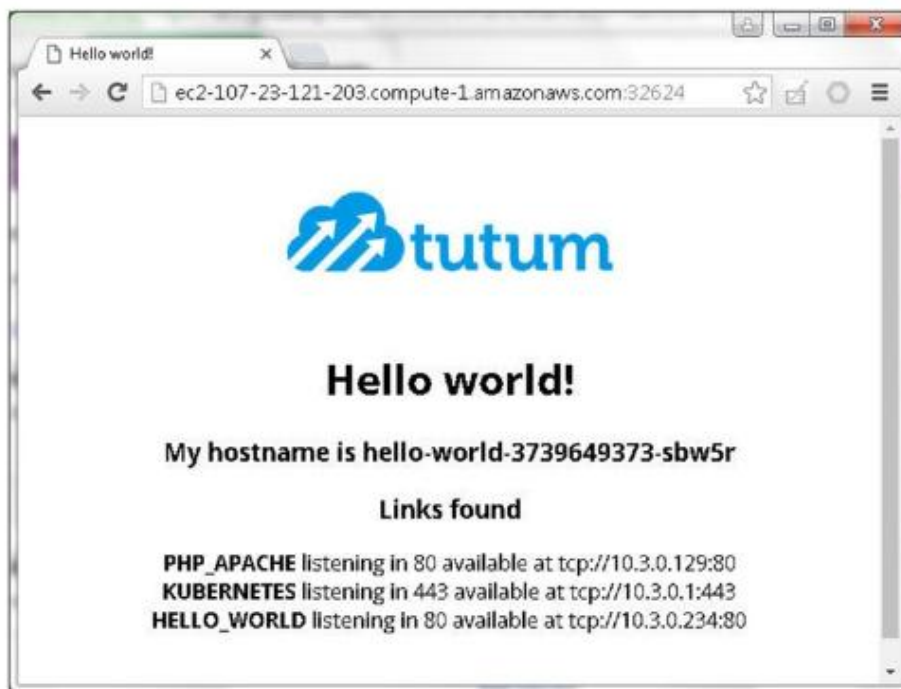 Hello world!
ec2-107-23-121-203.compute-1.amazonaws.com:32624
tutum
Hello world!
My hostname is hello-world-3739649373-sbw5r
Links found
PHP_APACHE listening in 80 available at tcp://10.3.0.129:80
KUBERNETES listening in 443 available at tcp://10.3.0.1:443
HELLO_WORLD listening in 80 available at tcp://10.3.0.234:80